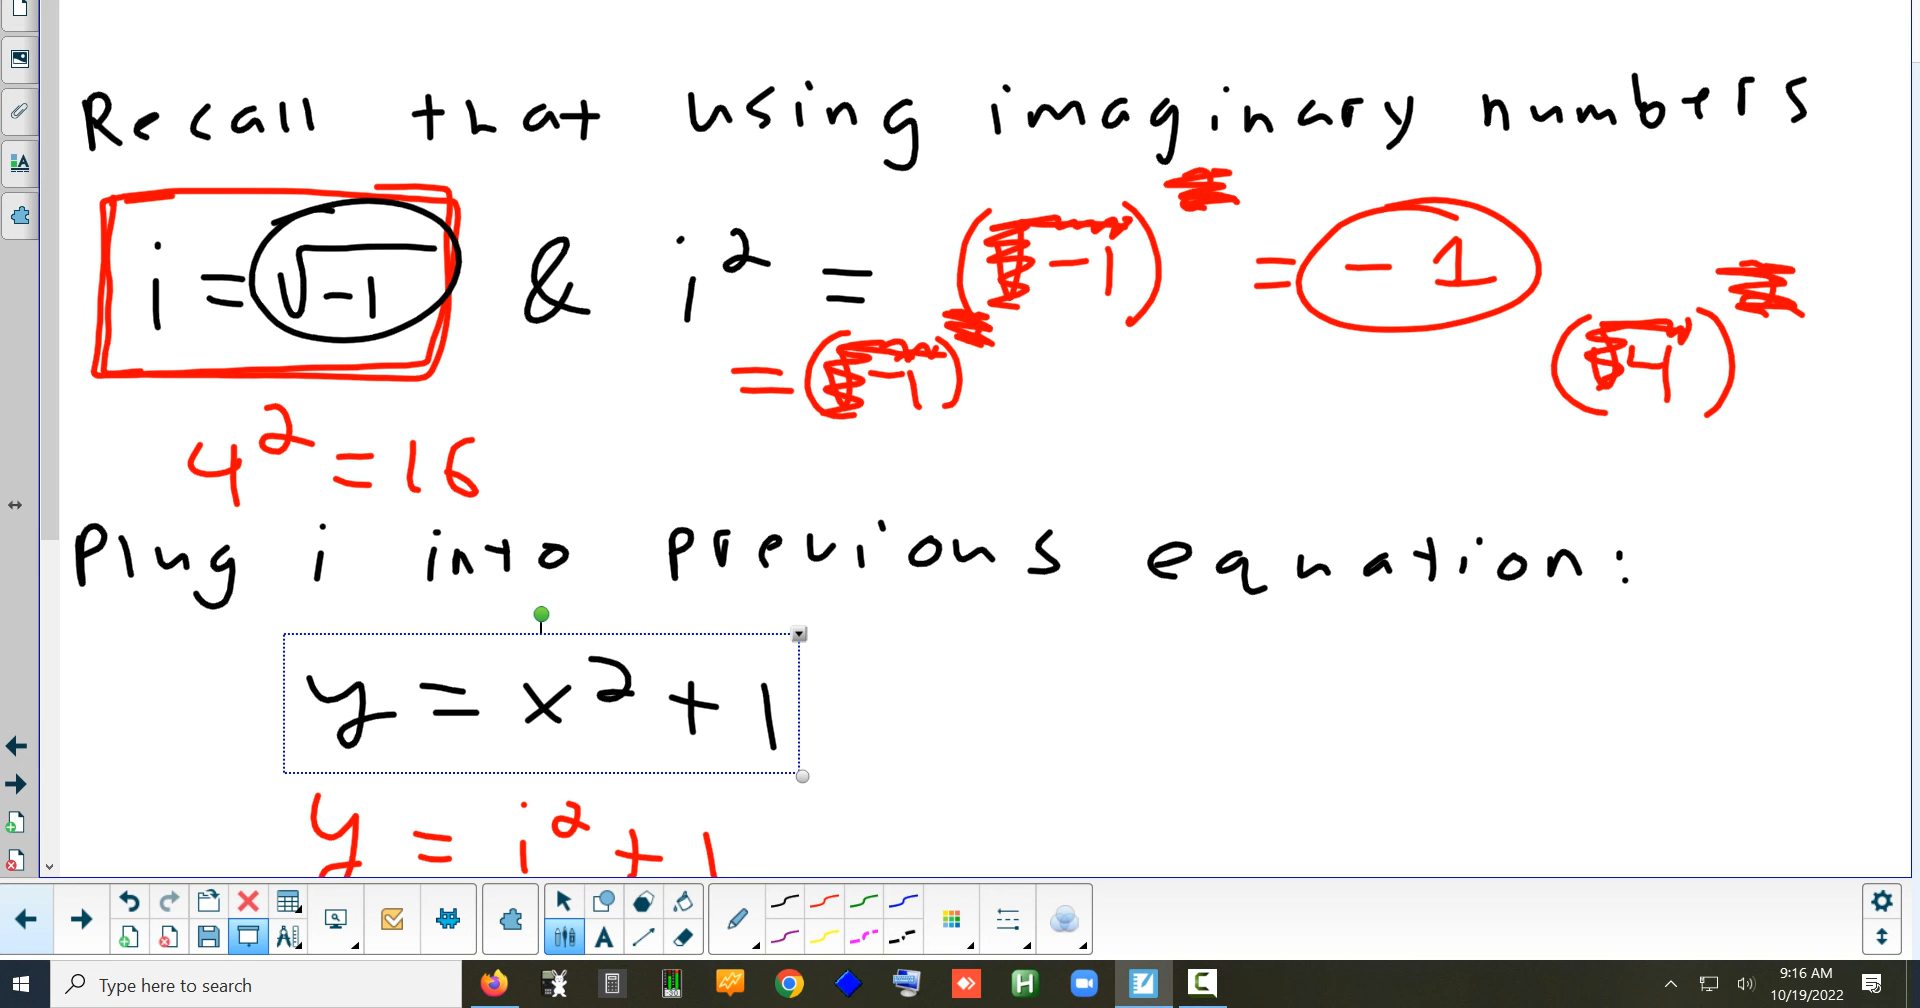 Recall that using imaginary numbers
i = √-1 & i² = (√-1)² = -1
= (√-1)² (√4)²
4² = 16
Plug i into previous equation:
y = x² + 1
y = i² + 1
Type here to search
9:16 AM
10/19/2022